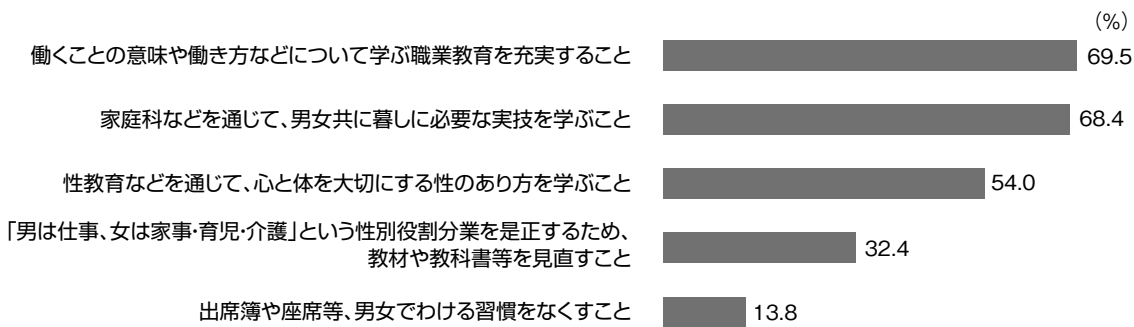 (%)
働くことの意味や働き方などについて学ぶ職業教育を充実すること 69.5
家庭科などを通じて、男女共に暮しに必要な実技を学ぶこと 68.4
性教育などを通じて、心と体を大切にする性のあり方を学ぶこと 54.0
「男は仕事、女は家事・育児・介護」という性別役割分業を是正するため、
教材や教科書等を見直すこと 32.4
出席簿や座席等、男女でわける習慣をなくすこと 13.8